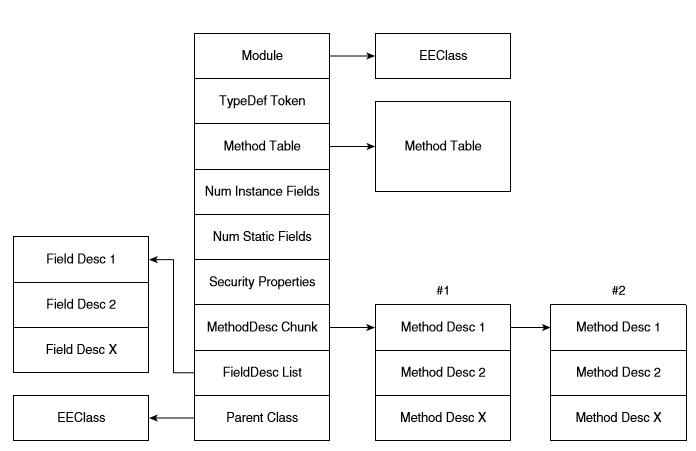 Module
EEClass
TypeDef Token
Method Table
Method Table
Num Instance Fields
Num Static Fields
Security Properties
Field Desc 1
Field Desc 2
Field Desc X
#1
#2
MethodDesc Chunk
Method Desc 1
Method Desc 1
FieldDesc List
Method Desc 2
Method Desc 2
EEClass
Parent Class
Method Desc X
Method Desc X